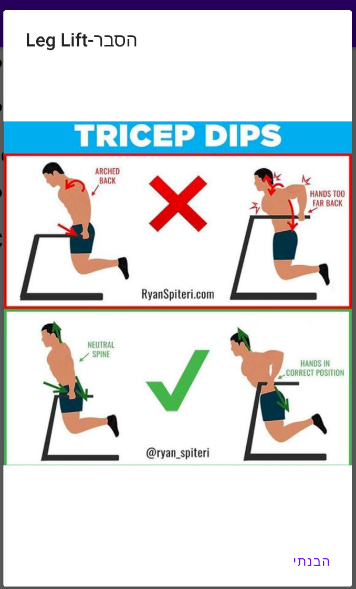 Leg Lift-הסבר
TRICEP DIPS
ARCHED
BACK
HANDS TOO
FAR BACK
RyanSpiteri.com
NEUTRAL
SPINE
HANDS IN
CORRECT POSITION
@ryan_spiteri
הבנתי